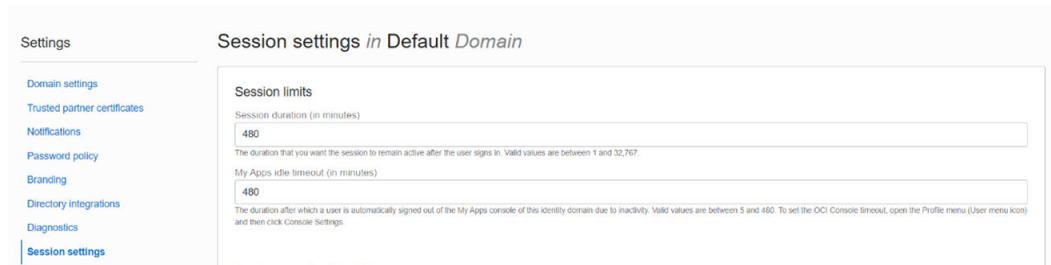 Settings
Domain settings
Trusted partner certificates
Notifications
Password policy
Branding
Directory integrations
Diagnostics
Session settings
Session settings in Default Domain
Session limits
Session duration (in minutes)
480
The duration that you want the session to remain active after the user signs in. Valid values are between 1 and 32,767.
My Apps idle timeout (in minutes)
480
The duration after which a user is automatically signed out of the My Apps console of this identity domain due to inactivity. Valid values are between 5 and 480. To set the OCI Console timeout, open the Profile menu (User menu icon)
and then click Console Settings.